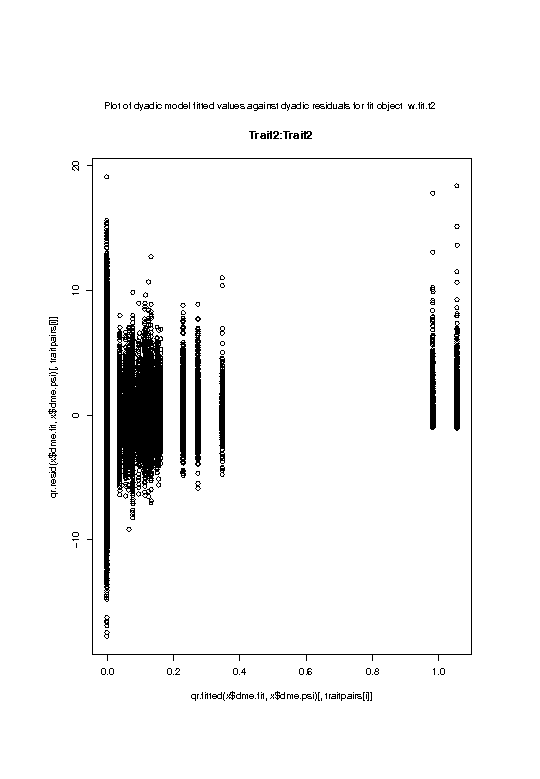 Plot of dyadic model fitted values against dyadic residuals for fit object w.fit.t2
Trait2:Trait2
20
10
0
−10
qr.resid(x$dme.fit, x$dme.psi)[, traitpairs[i]]
0.0 0.2 0.4 0.6 0.8 1.0
qr.fitted(x$dme.fit, x$dme.psi)[, traitpairs[i]]